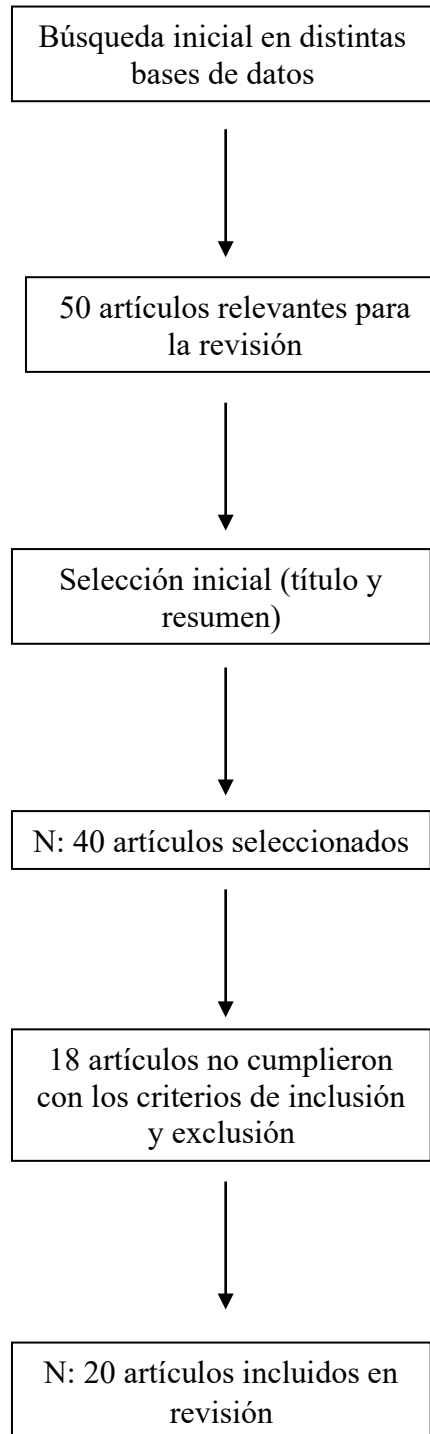 Búsqueda inicial en distintas
bases de datos
50 artículos relevantes para
la revisión
Selección inicial (título y
resumen)
N: 40 artículos seleccionados
18 artículos no cumplieron
con los criterios de inclusión
y exclusión
N: 20 artículos incluidos en
revisión